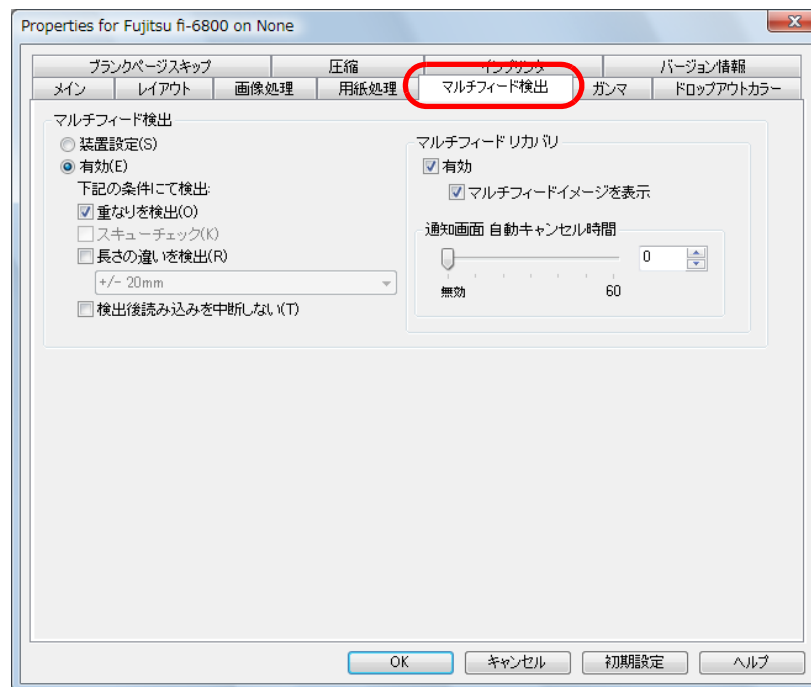 Properties for Fujitsu fi-6800 on None
ブランクページスキップ 圧縮 インプリンタ バージョン情報
メイン レイアウト 画像処理 用紙処理 マルチフィード検出 ガンマ ドロップアウトカラー
マルチフィード検出
装置設定(S)
有効(E)
下記の条件にて検出:
重なりを検出(O)
スキューチェック(K)
長さの違いを検出(R)
+/- 20mm
検出後読み込みを中断しない(T)
マルチフィード リカバリ
有効
マルチフィードイメージを表示
通知画面 自動キャンセル時間
0
無効 60
OK キャンセル 初期設定 ヘルプ